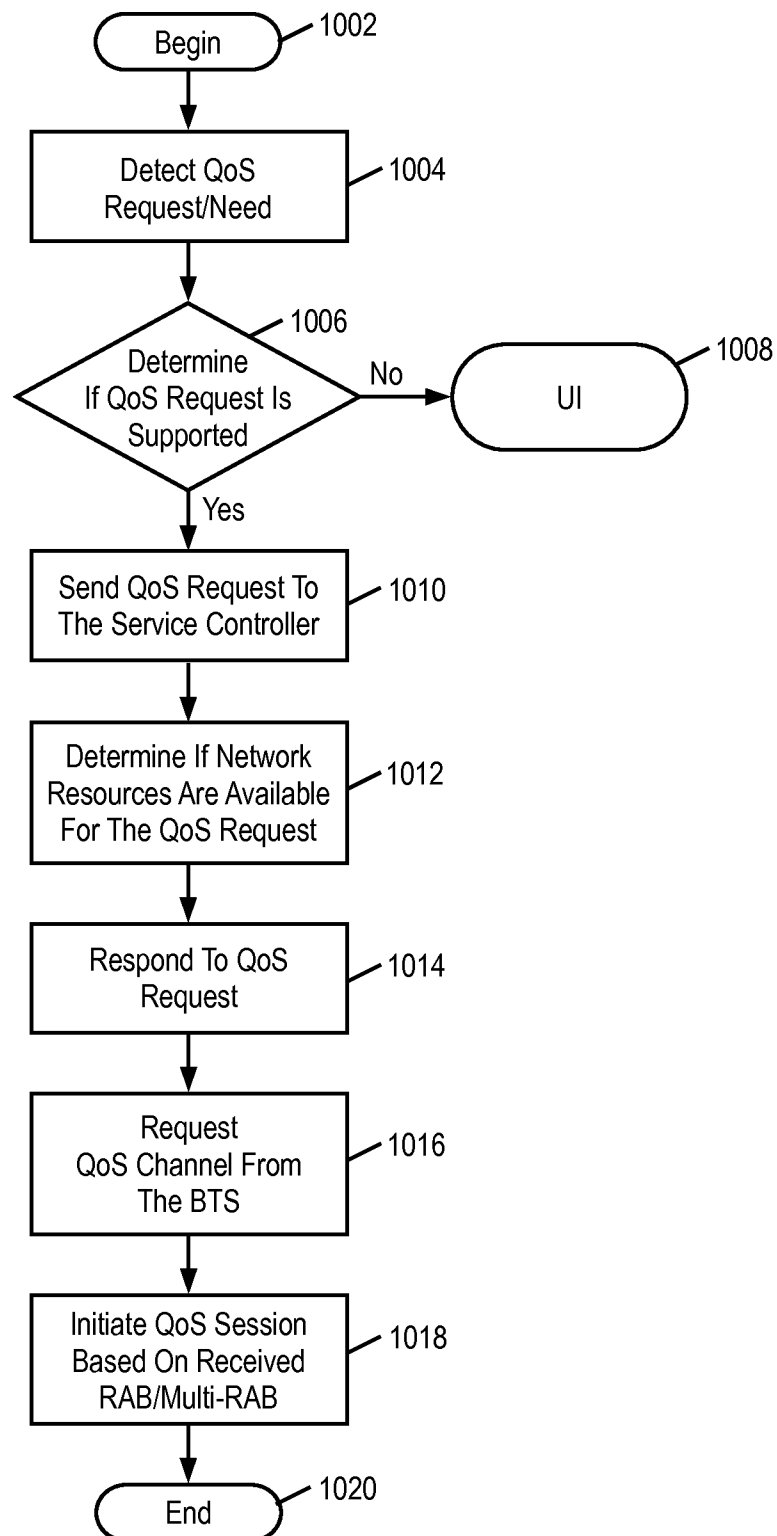 Begin
1002
Detect QoS
Request/Need
1004
1006
Determine
If QoS Request Is
Supported
No
UI
1008
Yes
Send QoS Request To
The Service Controller
1010
Determine If Network
Resources Are Available
For The QoS Request
1012
Respond To QoS
Request
1014
Request
QoS Channel From
The BTS
1016
Initiate QoS Session
Based On Received
RAB/Multi-RAB
1018
End
1020